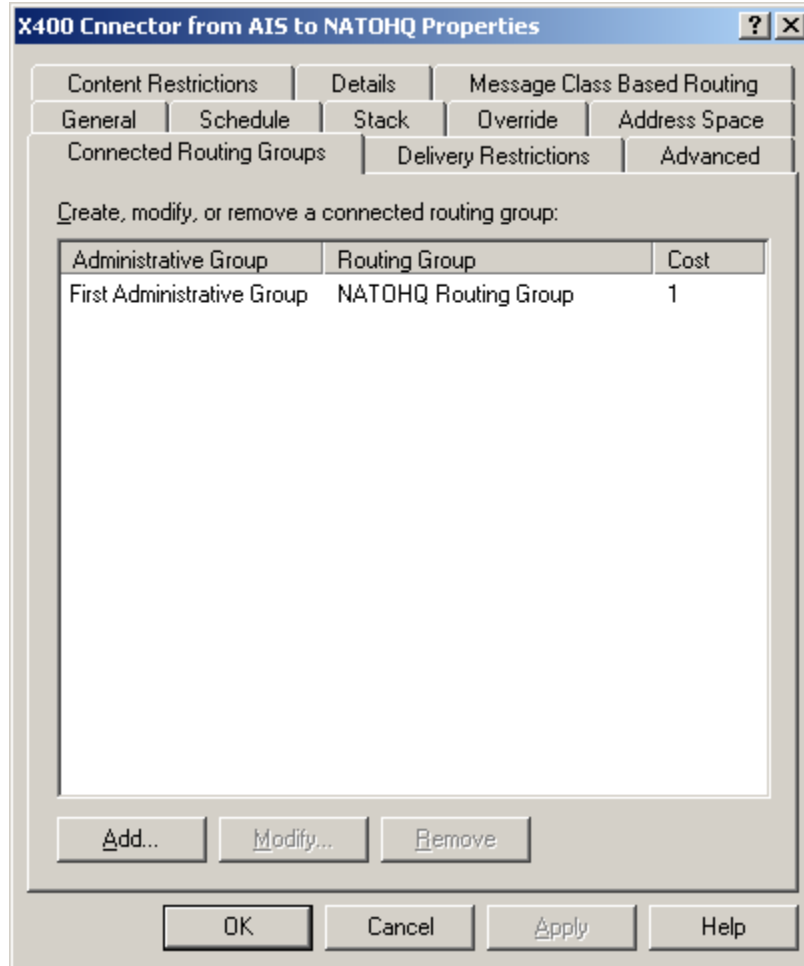 X400 Cnnector from AIS to NATOHQ Properties
Content Restrictions Details Message Class Based Routing
General Schedule Stack Override Address Space
Connected Routing Groups Delivery Restrictions Advanced
Create, modify, or remove a connected routing group:
Administrative Group Routing Group Cost
First Administrative Group NATOHQ Routing Group 1
Add... Modify... Remove
OK Cancel Apply Help